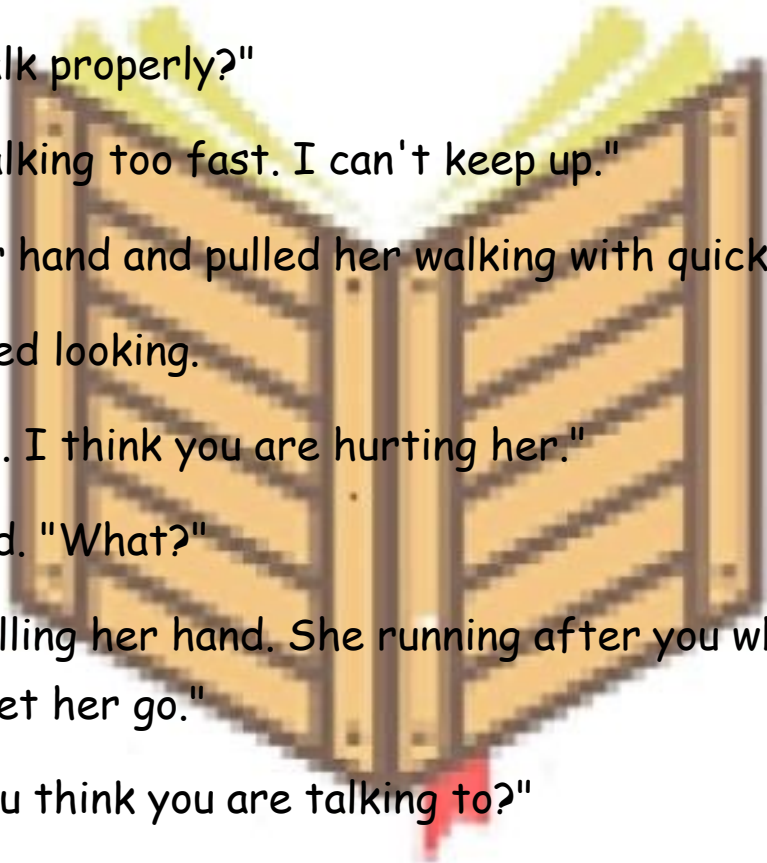 lk properly?"
lking too fast. I can't keep up."
r hand and pulled her walking with quick
ed looking.
. I think you are hurting her."
d. "What?"
lling her hand. She running after you wh
et her go."
u think you are talking to?"